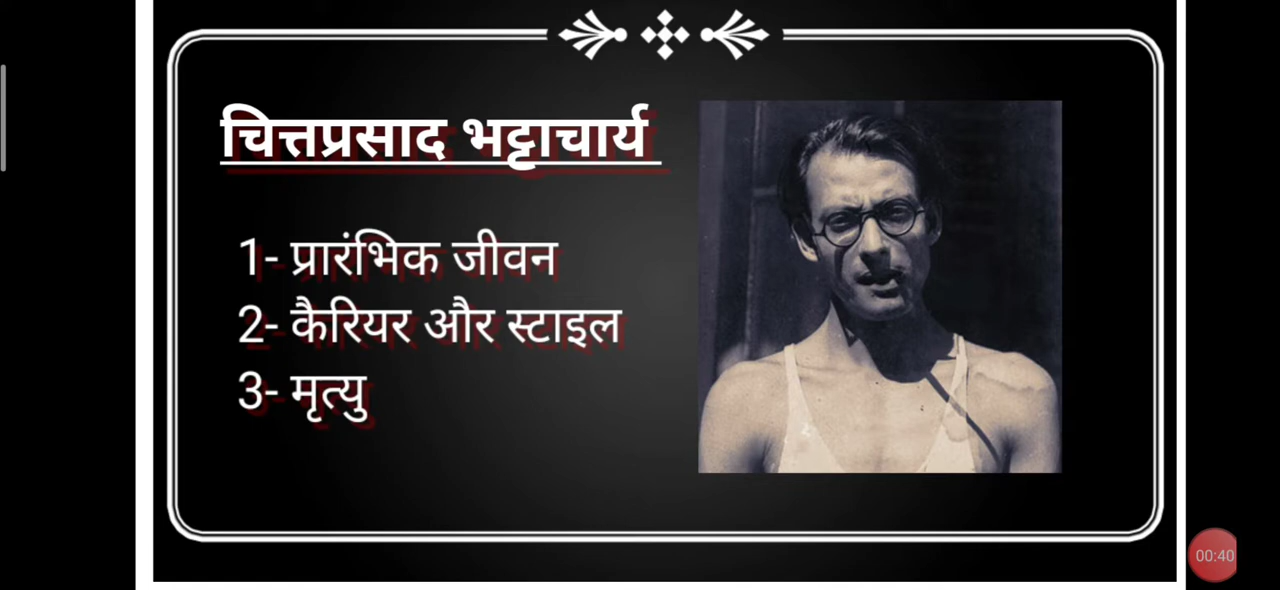 चित्तप्रसाद भट्टाचार्य
1- प्रारंभिक जीवन
2- कैरियर और स्टाइल
3- मृत्यु
00:40